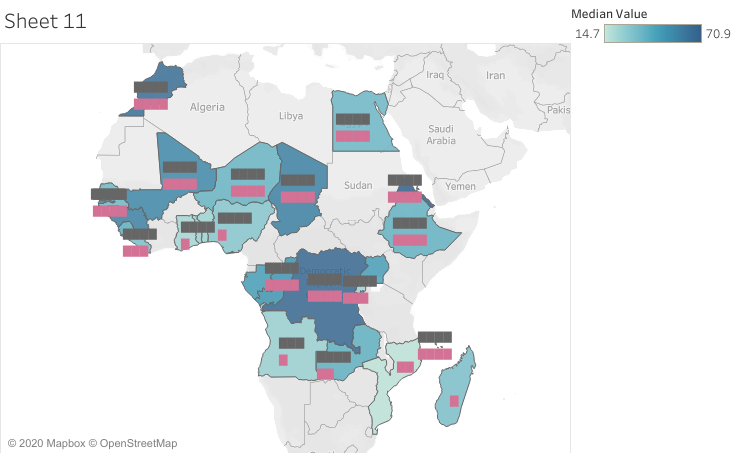 Sheet 11
Median Value
14.7
70.9
Iraq
Iran
Algeria
Libya
Pakis
Saudi
Arabia
Sudan
Yemen
© 2020 Mapbox © OpenStreetMap